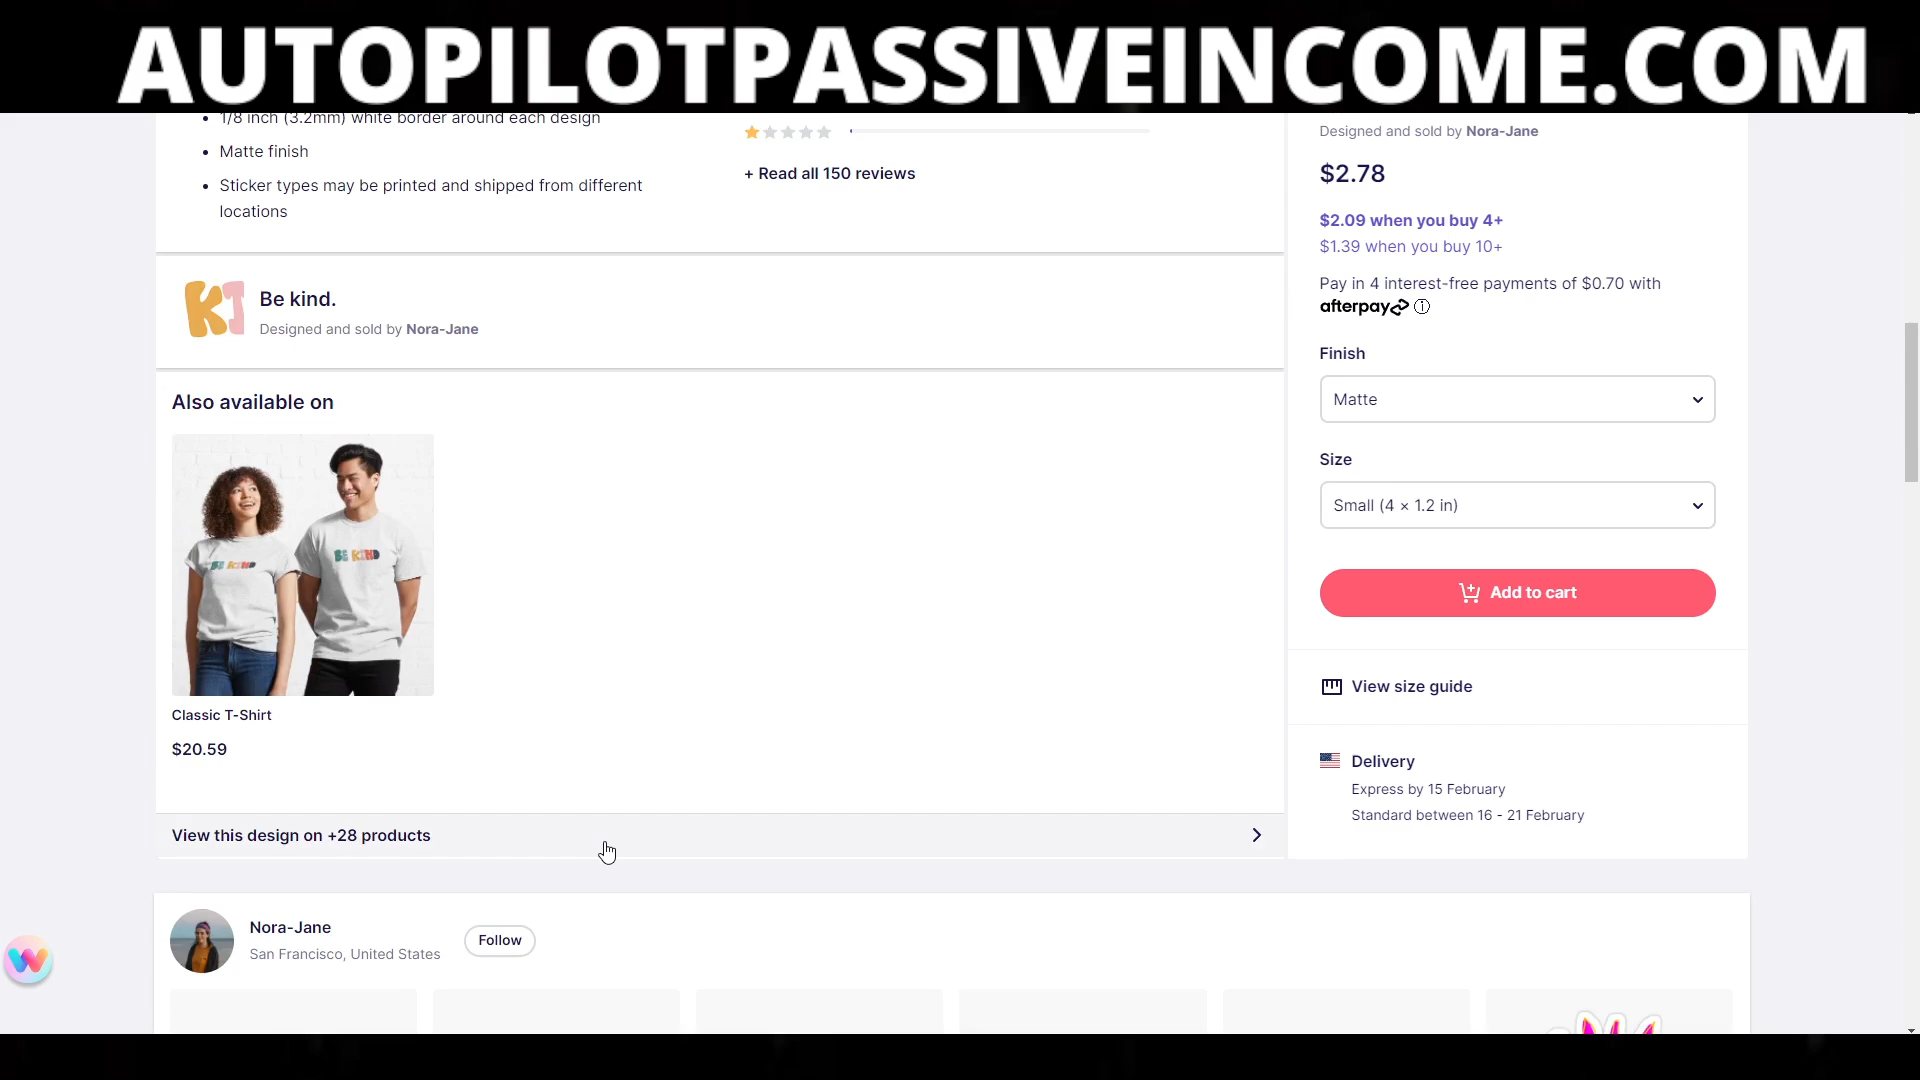 AUTOPILOTPASSIVEINCOME.COM
1/8 inch (3.2mm) white border around each design
Matte finish
Sticker types may be printed and shipped from different
locations
+ Read all 150 reviews
KI
Be kind.
Designed and sold by Nora-Jane
Also available on
BE KIND
BE KIND
Classic T-Shirt
$20.59
View this design on +28 products
Designed and sold by Nora-Jane
$2.78
$2.09 when you buy 4+
$1.39 when you buy 10+
Pay in 4 interest-free payments of $0.70 with
afterpay
Finish
Matte
Size
Small (4 × 1.2 in)
Add to cart
View size guide
Delivery
Express by 15 February
Standard between 16 - 21 February
Nora-Jane
San Francisco, United States
Follow
W